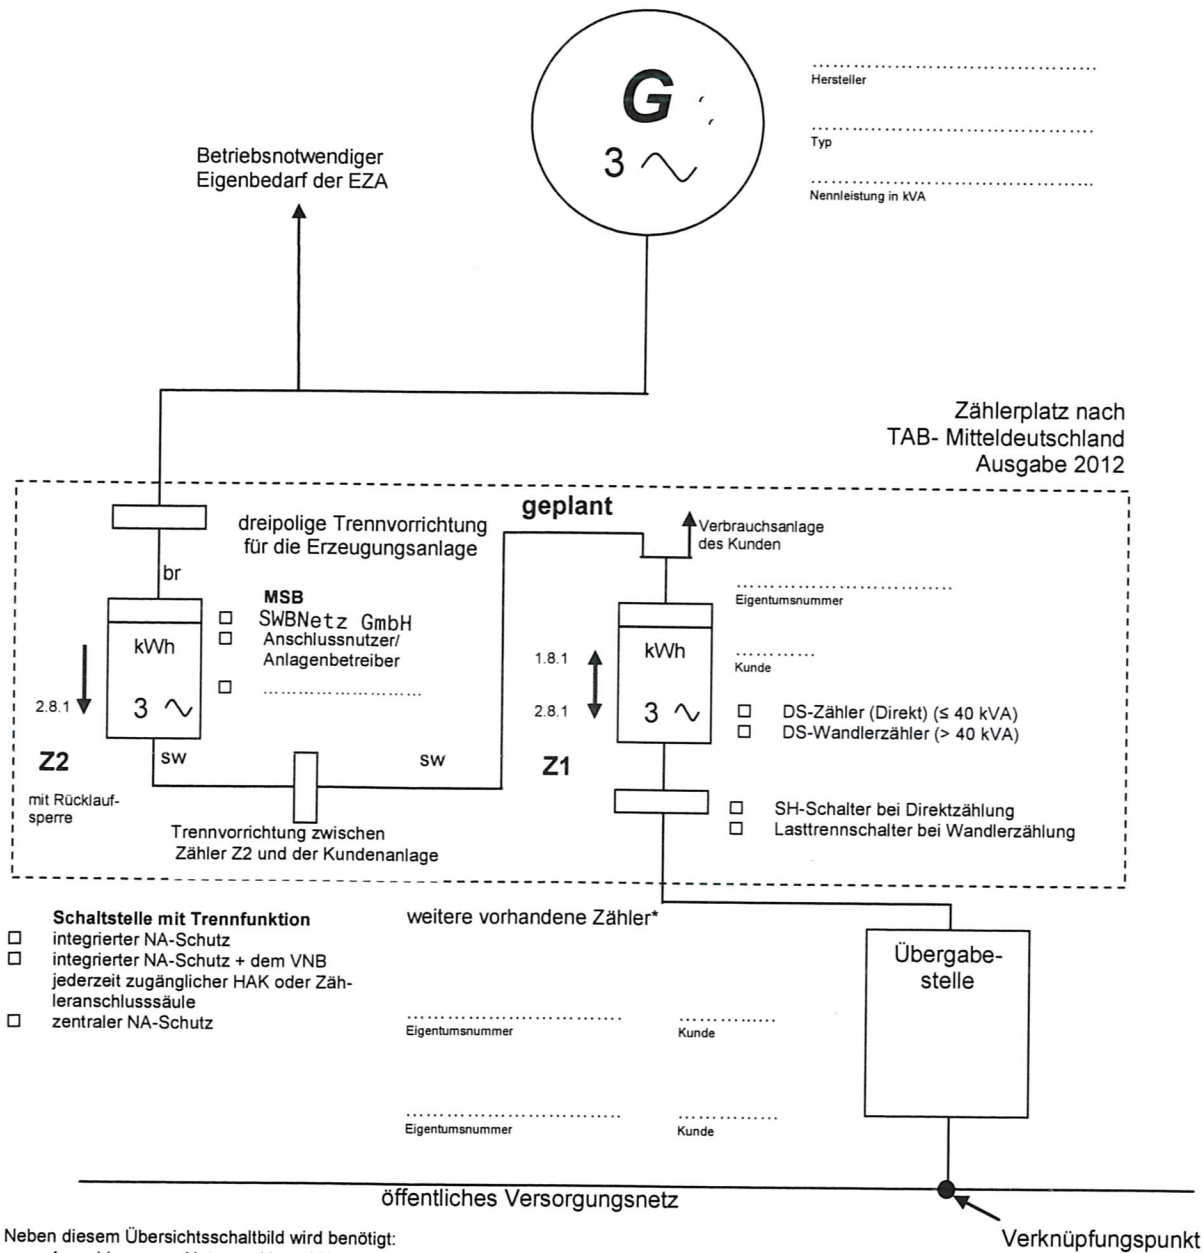 G
3
Hersteller
Typ
Nennleistung in kVA
Betriebsnotwendiger
Eigenbedarf der EZA
Zählerplatz nach
TAB- Mitteldeutschland
Ausgabe 2012
geplant
dreipolige Trennvorrichtung
für die Erzeugungsanlage
Verbrauchsanlage
des Kunden
br
MSB
SWBNetz GmbH
Anschlussnutzer/
Anlagenbetreiber
kWh
3
2.8.1
Z2
mit Rücklauf-
sperre
sw
sw
Trennvorrichtung zwischen
Zähler Z2 und der Kundenanlage
1.8.1
2.8.1
kWh
3
Z1
Eigentumsnummer
Kunde
DS-Zähler (Direkt) (≤ 40 kVA)
DS-Wandlerzähler (> 40 kVA)
SH-Schalter bei Direktzählung
Lasttrennschalter bei Wandlerzählung
Schaltstelle mit Trennfunktion
integrierter NA-Schutz
integrierter NA-Schutz + dem VNB
jederzeit zugänglicher HAK oder Zäh-
leranschlusssäule
zentraler NA-Schutz
weitere vorhandene Zähler*
Eigentumsnummer Kunde
Eigentumsnummer Kunde
Übergabe-
stelle
öffentliches Versorgungsnetz
Verknüpfungspunkt
Neben diesem Übersichtsschaltbild wird benötigt: